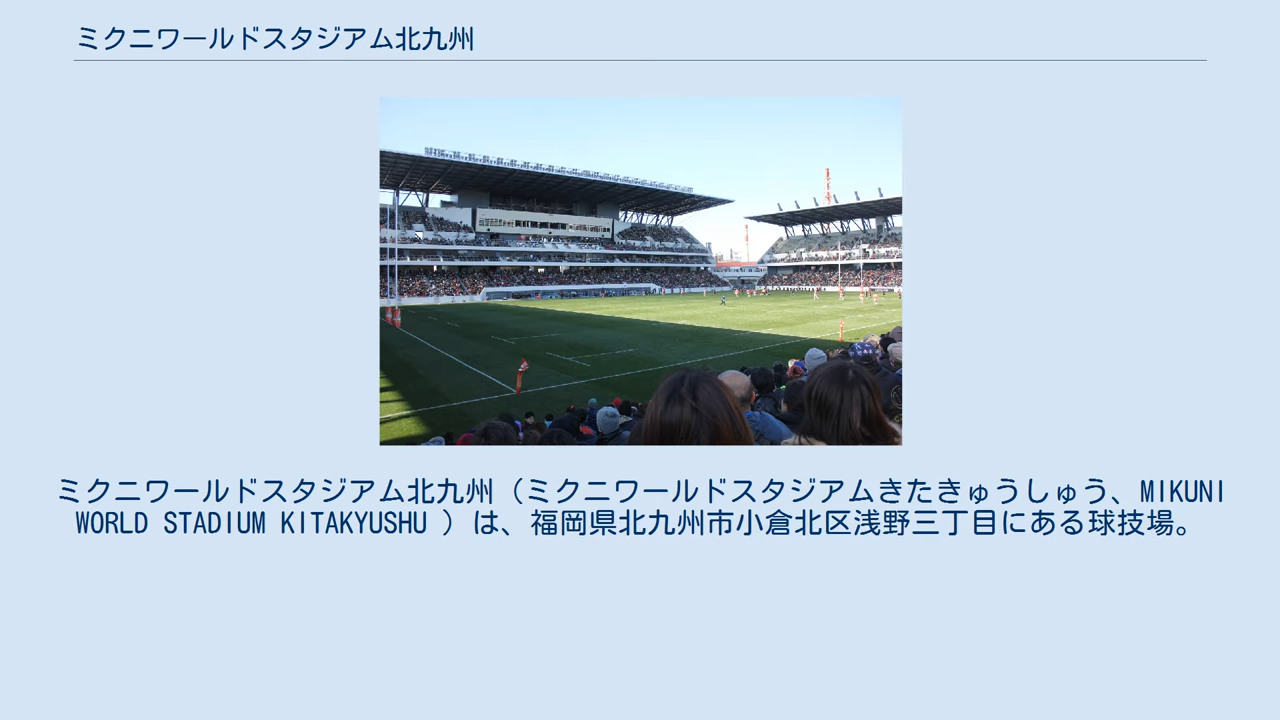 ミクニワールドスタジアム北九州
ミクニワールドスタジアム北九州（ミクニワールドスタジアムきたきゅうしゅう、MIKUNI
WORLD STADIUM KITAKYUSHU ）は、福岡県北九州市小倉北区浅野三丁目にある球技場。